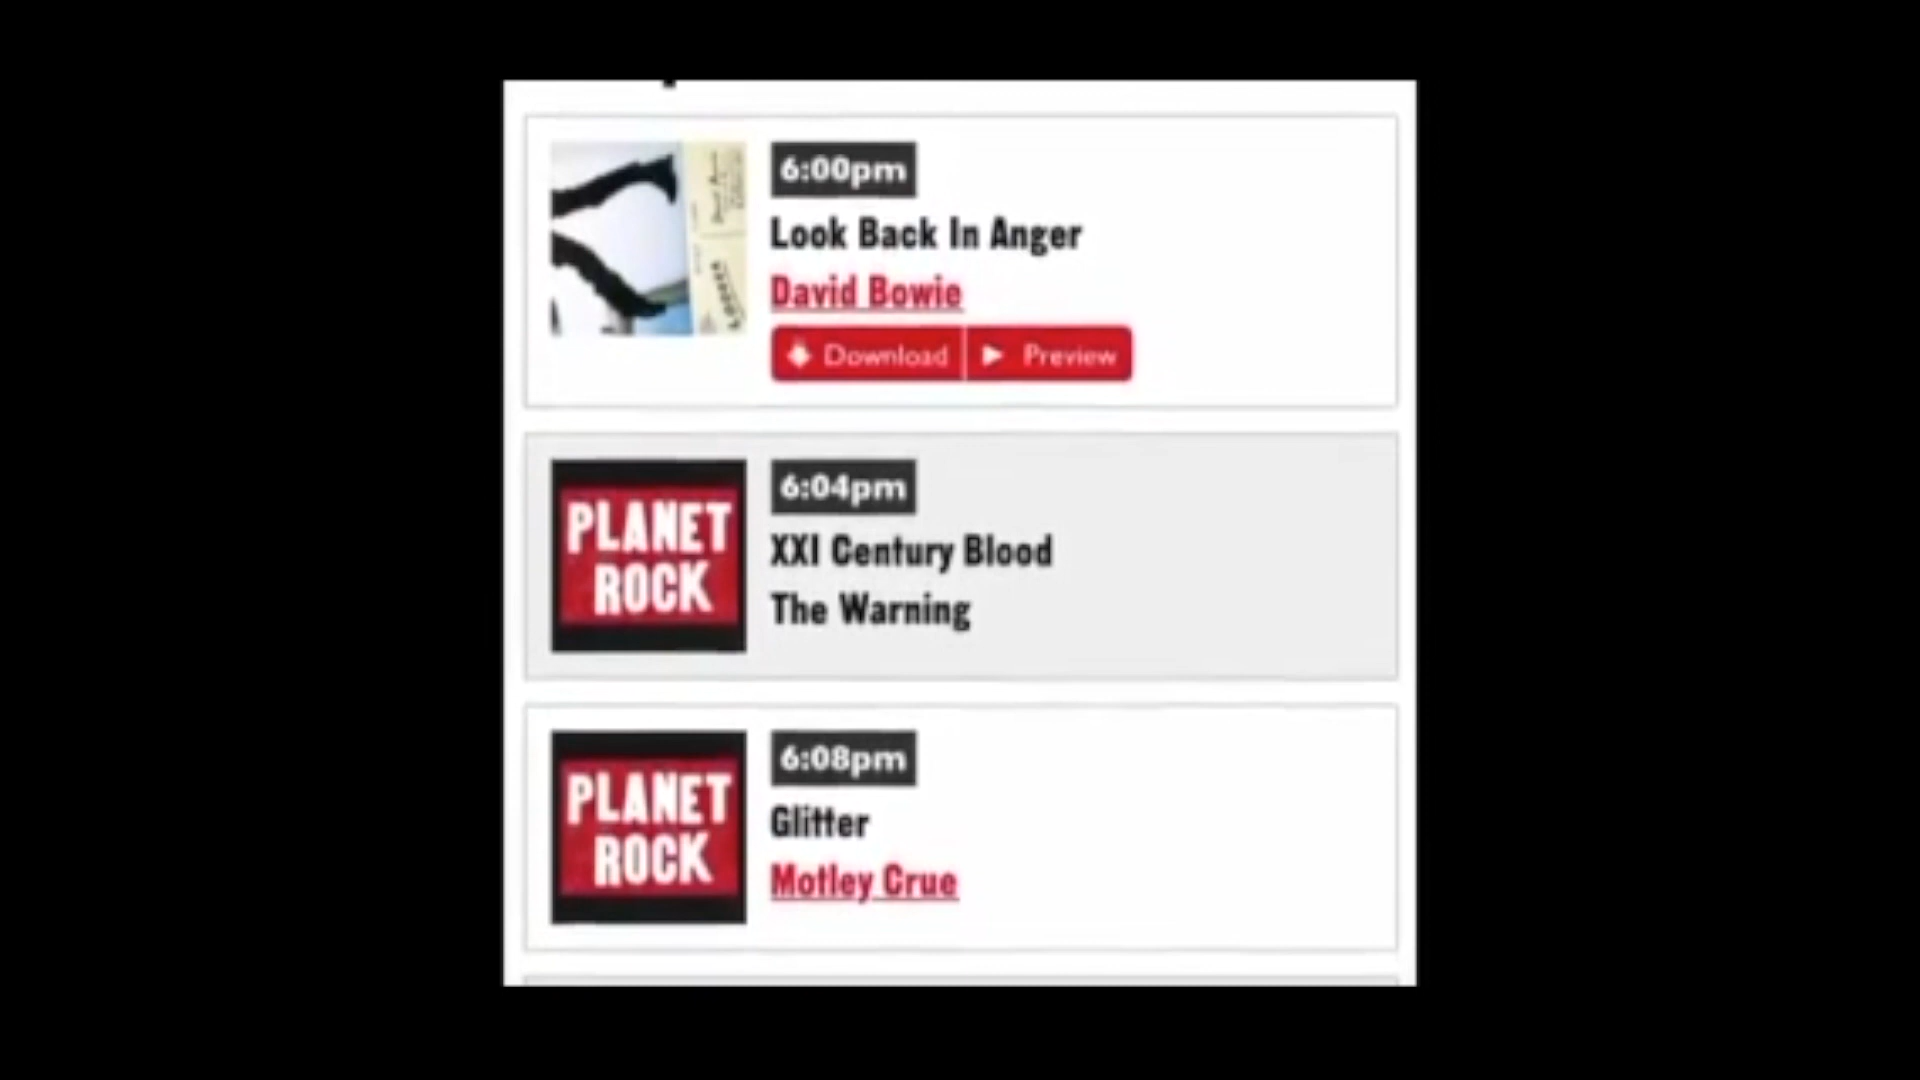 6:00pm
Look Back In Anger
David Bowie
Download
Preview
PLANET
ROCK
6:04pm
XXI Century Blood
The Warning
PLANET
ROCK
6:08pm
Glitter
Motley Crue